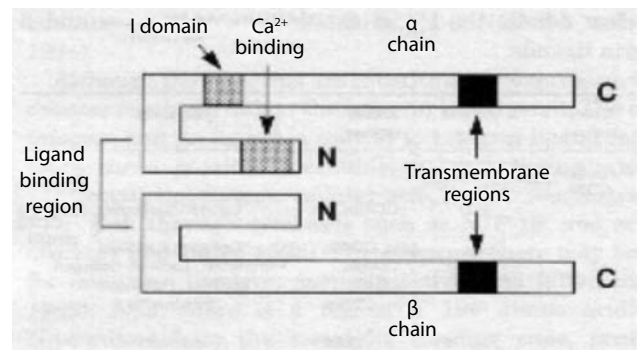 I domain
Ca²⁺
binding
α
chain
C
Ligand
binding
region
N
N
Transmembrane
regions
C
β
chain